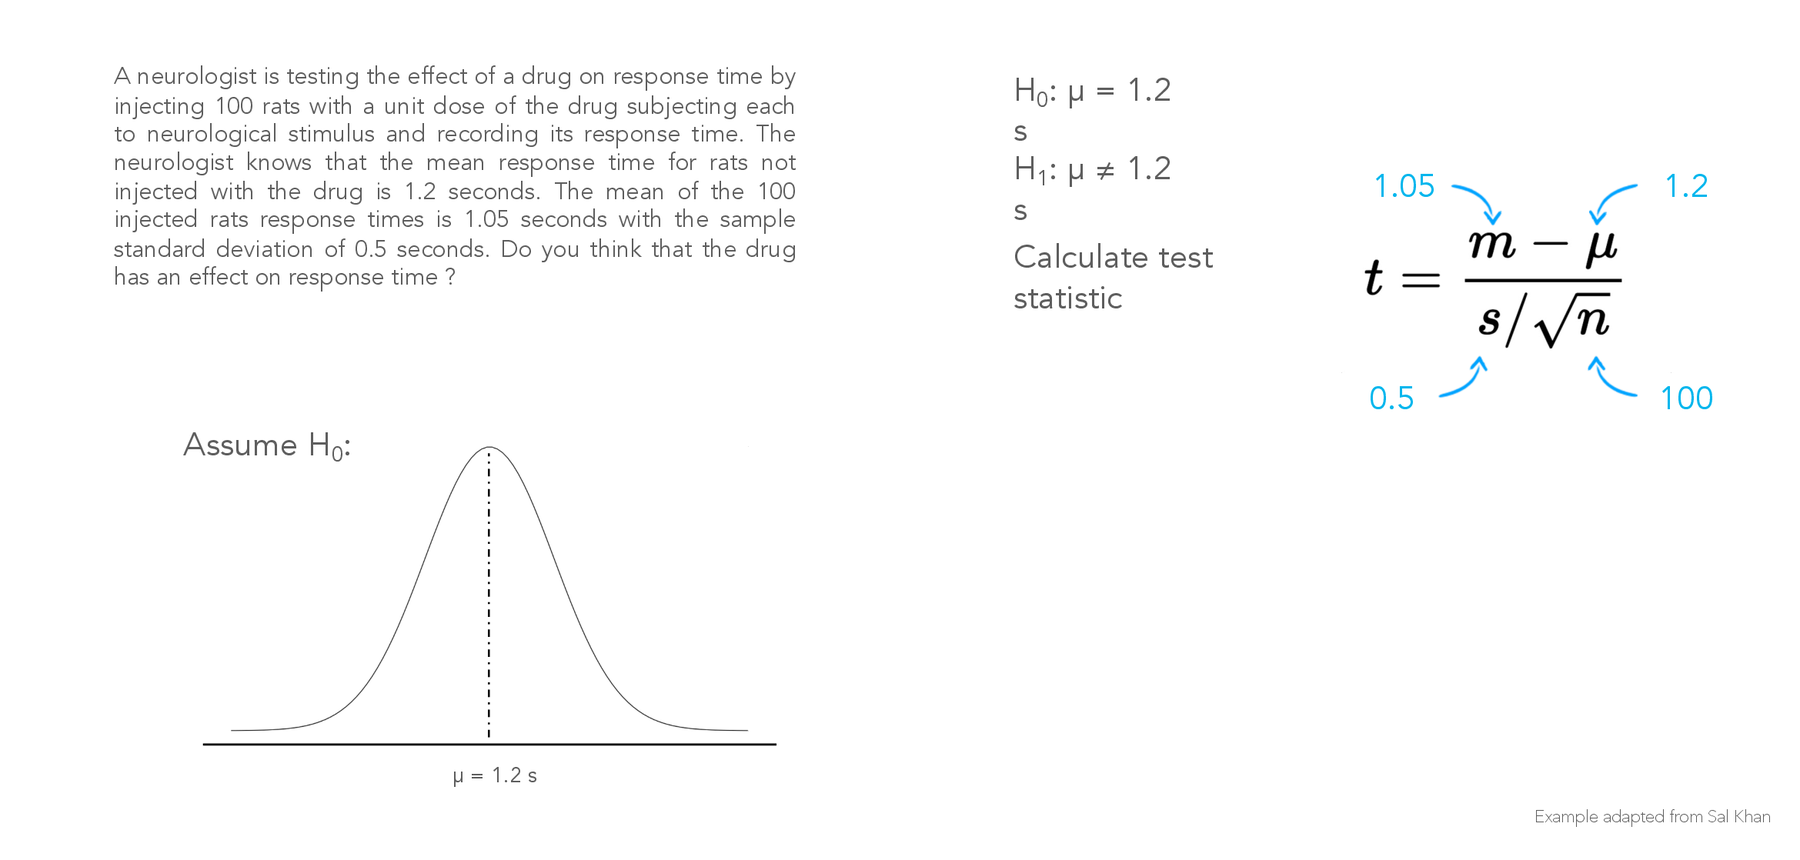 A neurologist is testing the effect of a drug on response time by
injecting 100 rats with a unit dose of the drug subjecting each
to neurological stimulus and recording its response time. The
neurologist knows that the mean response time for rats not
injected with the drug is 1.2 seconds. The mean of the 100
injected rats response times is 1.05 seconds with the sample
standard deviation of 0.5 seconds. Do you think that the drug
has an effect on response time ?
H₀: μ = 1.2
s
H₁: μ ≠ 1.2
s
Calculate test
statistic
1.05
1.2
t = m − μ / s/√n
0.5
100
Assume H₀:
μ = 1.2 s
Example adapted from Sal Khan